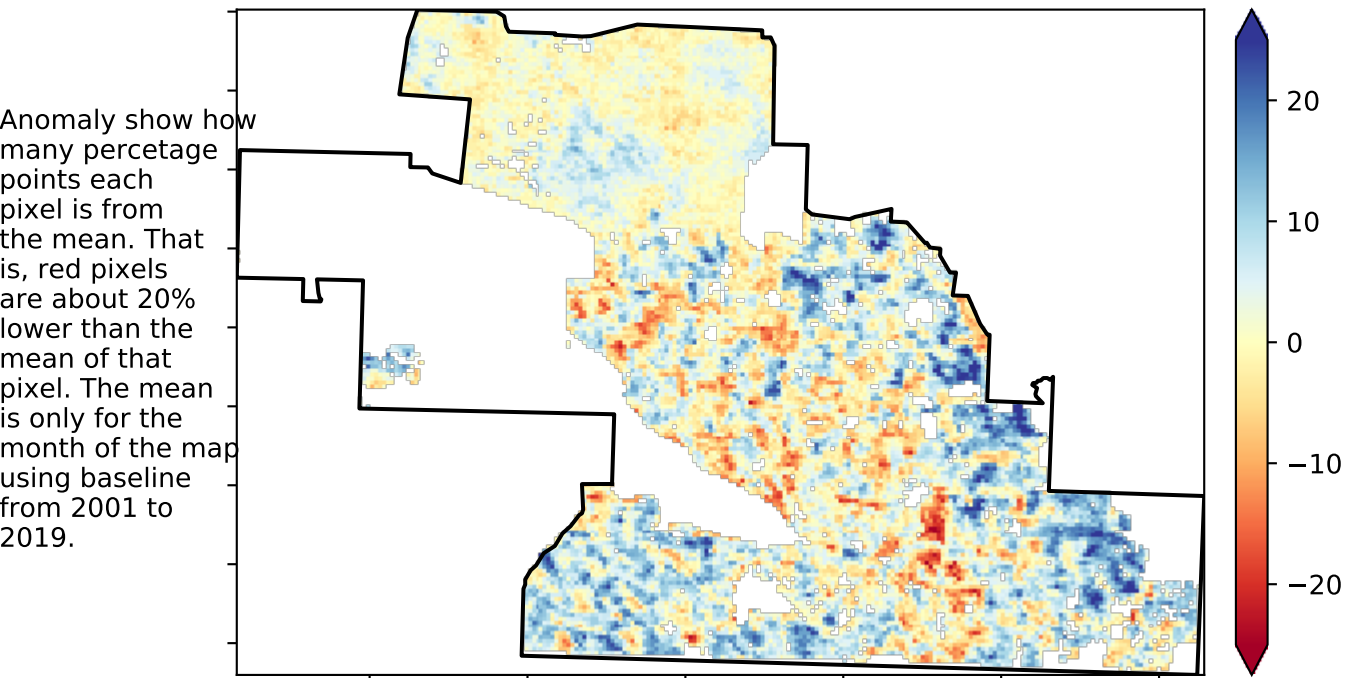 Anomaly show how
many percetage
points each
pixel is from
the mean. That
is, red pixels
are about 20%
lower than the
mean of that
pixel. The mean
is only for the
month of the map
using baseline
from 2001 to
2019.
20
10
0
−10
−20